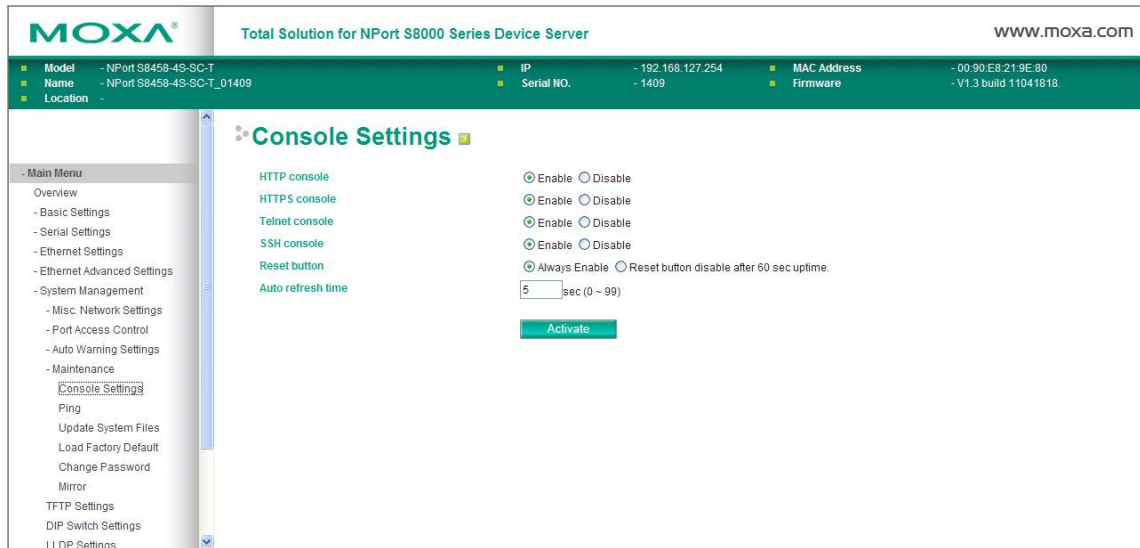 MOXA®
Total Solution for NPort S8000 Series Device Server
www.moxa.com
Model - NPort S8458-4S-SC-T
Name - NPort S8458-4S-SC-T_01409
Location -
IP - 192.168.127.254
Serial NO. - 1409
MAC Address - 00:90:E8:21:9E:80
Firmware - V1.3 build 11041818.
- Main Menu
Overview
- Basic Settings
- Serial Settings
- Ethernet Settings
- Ethernet Advanced Settings
- System Management
- Misc. Network Settings
- Port Access Control
- Auto Warning Settings
- Maintenance
Console Settings
Ping
Update System Files
Load Factory Default
Change Password
Mirror
TFTP Settings
DIP Switch Settings
LLDP Settings
Console Settings ?
HTTP console Enable Disable
HTTPS console Enable Disable
Telnet console Enable Disable
SSH console Enable Disable
Reset button Always Enable Reset button disable after 60 sec uptime.
Auto refresh time 5 sec (0 ~ 99)
Activate